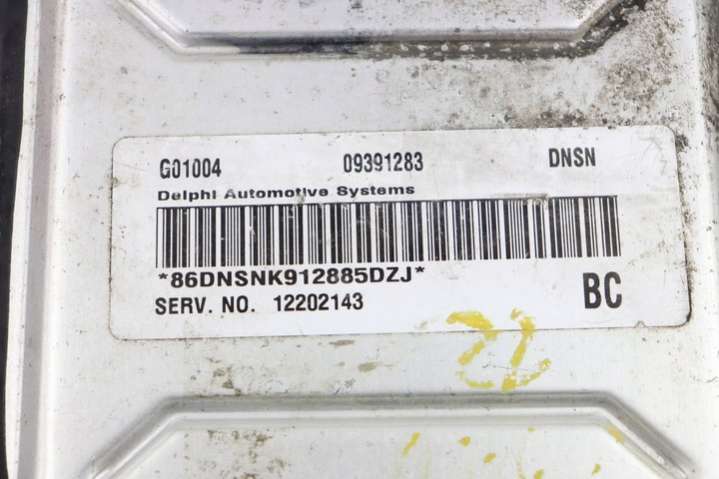 G01004 09391283 DNSN
Delphi Automotive Systems
*86DNSNK912885DZJ*
SERV. NO. 12202143 BC